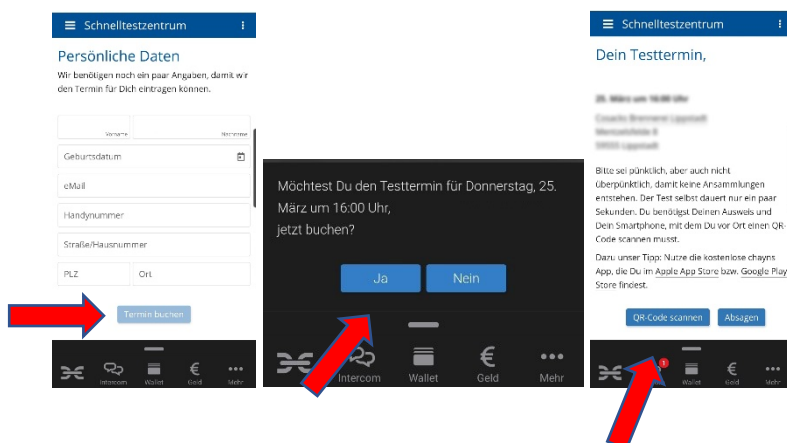 Schnelltestzentrum
Persönliche Daten
Wir benötigen noch ein paar Angaben, damit wir
den Termin für Dich eintragen können.
Vorname
Nachname
Geburtsdatum
eMail
Handynummer
Straße/Hausnummer
PLZ
Ort
Termin buchen
Intercom
Wallet
Geld
Mehr
Möchtest Du den Testtermin für Donnerstag, 25.
März um 16:00 Uhr,
jetzt buchen?
Ja
Nein
Intercom
Wallet
Geld
Mehr
Schnelltestzentrum
Dein Testtermin,
25. März um 16:00 Uhr
Bitte sei pünktlich, aber auch nicht
überpünktlich, damit keine Ansammlungen
entstehen. Der Test selbst dauert nur ein paar
Sekunden. Du benötigst Deinen Ausweis und
Dein Smartphone, mit dem Du vor Ort einen QR-
Code scannen musst.
Dazu unser Tipp: Nutze die kostenlose chayns
App, die Du im Apple App Store bzw. Google Play
Store findest.
QR-Code scannen
Absagen
1
Wallet
Geld
Mehr